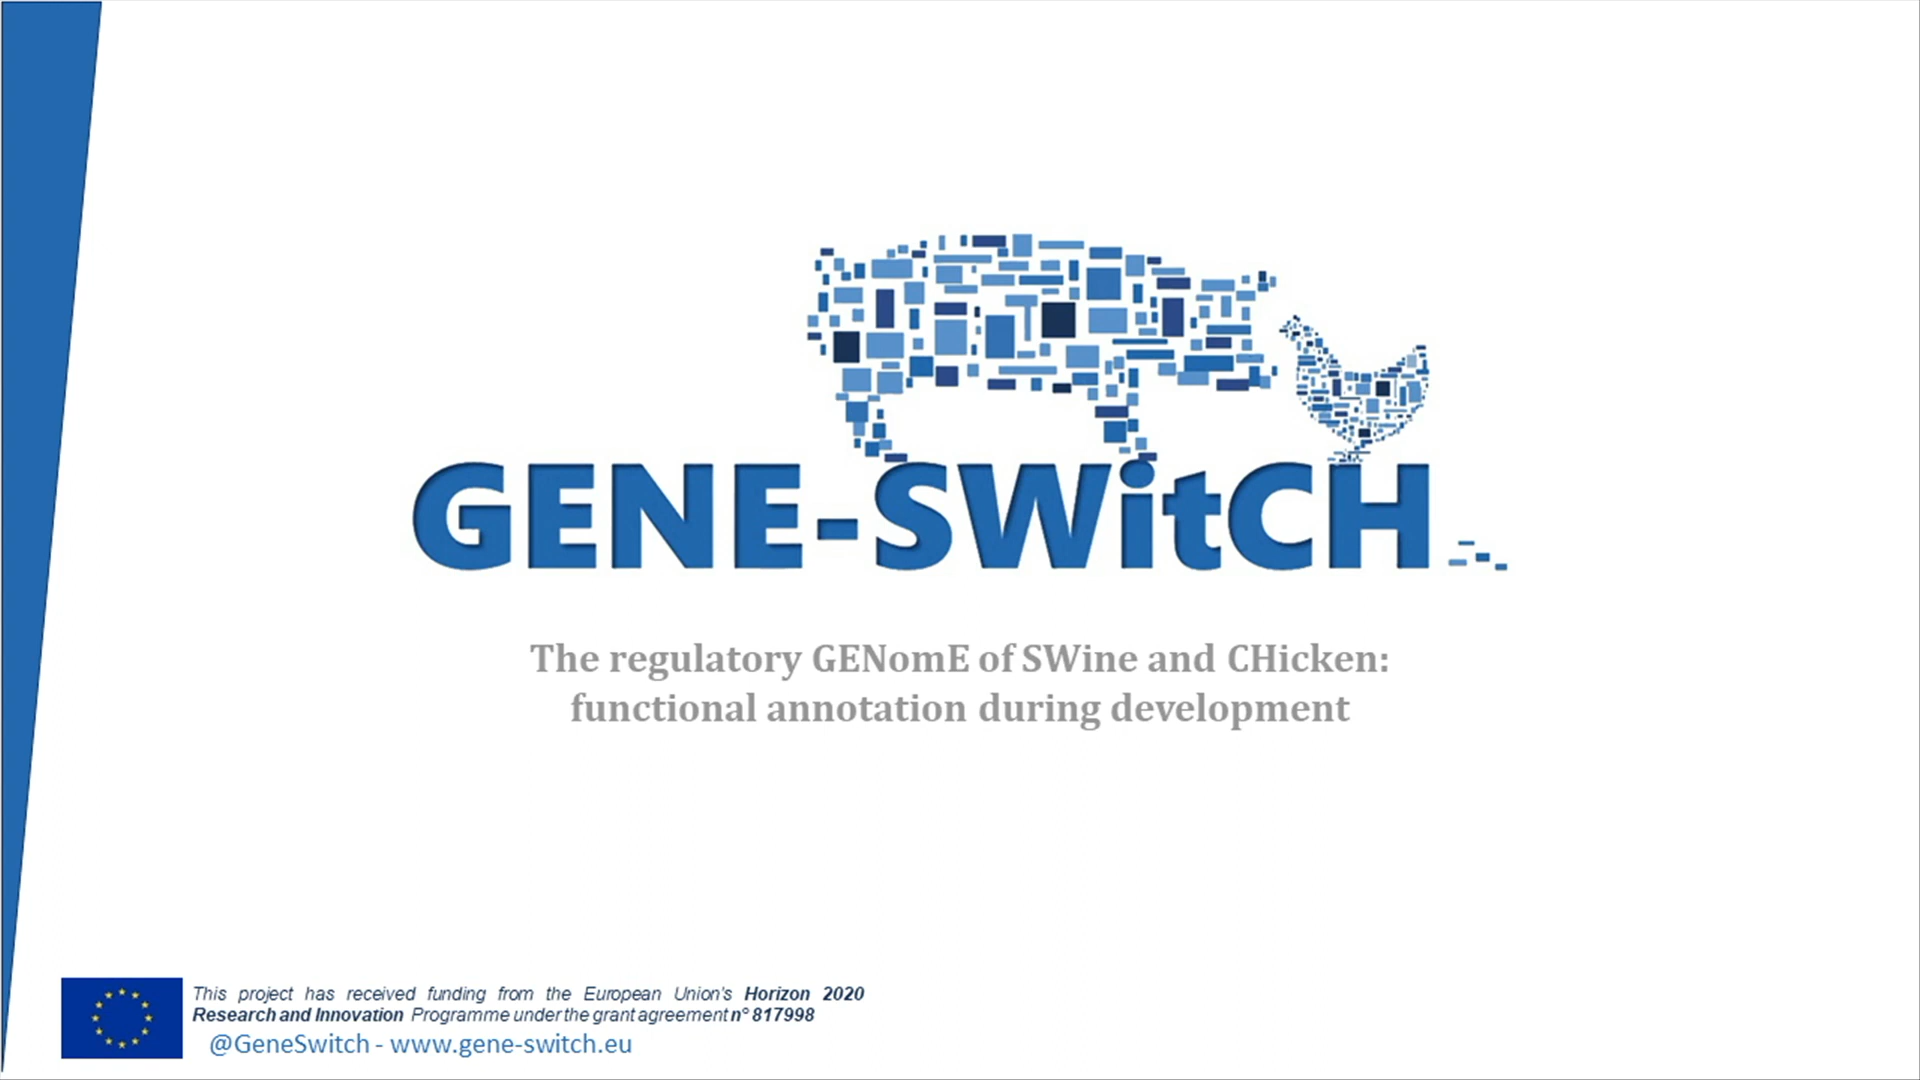 GENE-SWitCH
The regulatory GENomE of SWine and CHicken:
functional annotation during development
This project has received funding from the European Union's Horizon 2020
Research and Innovation Programme under the grant agreement n° 817998
@GeneSwitch - www.gene-switch.eu